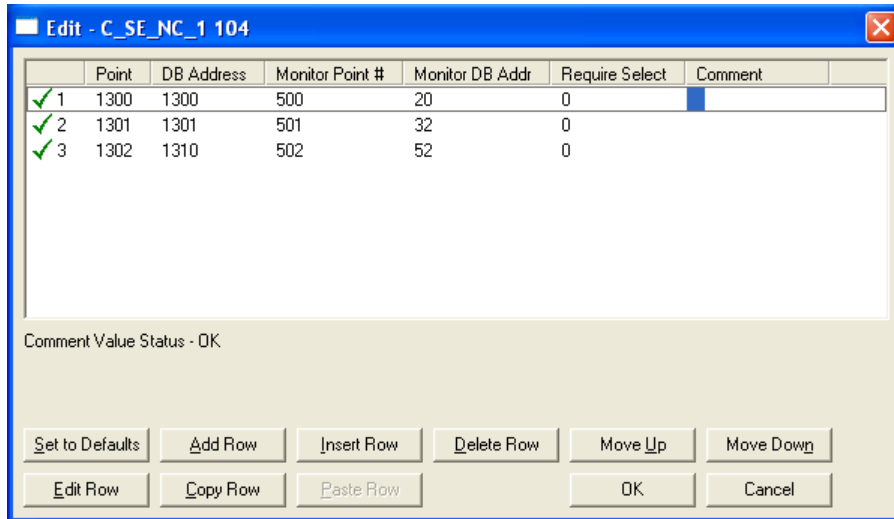 Edit - C_SE_NC_1 104
Point DB Address Monitor Point # Monitor DB Addr Require Select Comment
1 1300 1300 500 20 0
2 1301 1301 501 32 0
3 1302 1310 502 52 0
Comment Value Status - OK
Set to Defaults Add Row Insert Row Delete Row Move Up Move Down
Edit Row Copy Row Paste Row OK Cancel